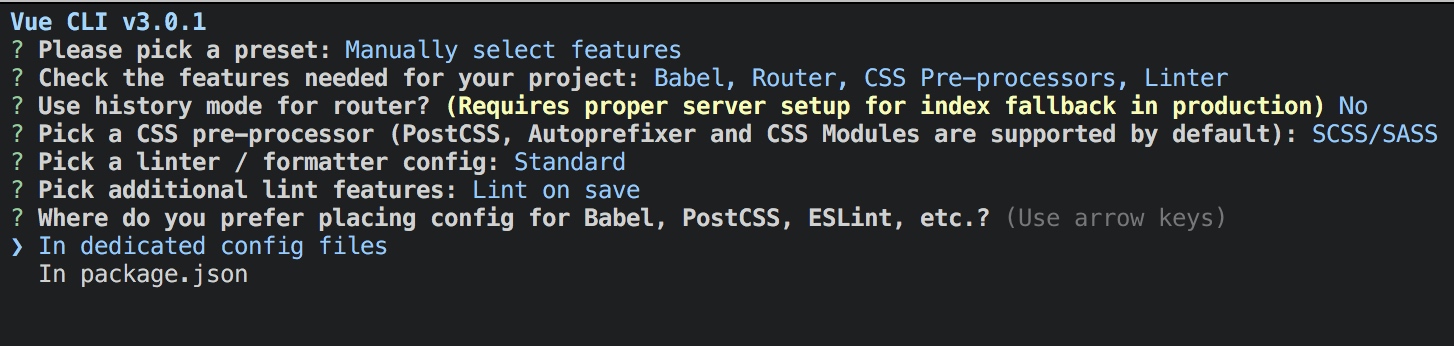 Vue CLI v3.0.1
? Please pick a preset: Manually select features
? Check the features needed for your project: Babel, Router, CSS Pre-processors, Linter
? Use history mode for router? (Requires proper server setup for index fallback in production) No
? Pick a CSS pre-processor (PostCSS, Autoprefixer and CSS Modules are supported by default): SCSS/SASS
? Pick a linter / formatter config: Standard
? Pick additional lint features: Lint on save
? Where do you prefer placing config for Babel, PostCSS, ESLint, etc.? (Use arrow keys)
❯ In dedicated config files
  In package.json